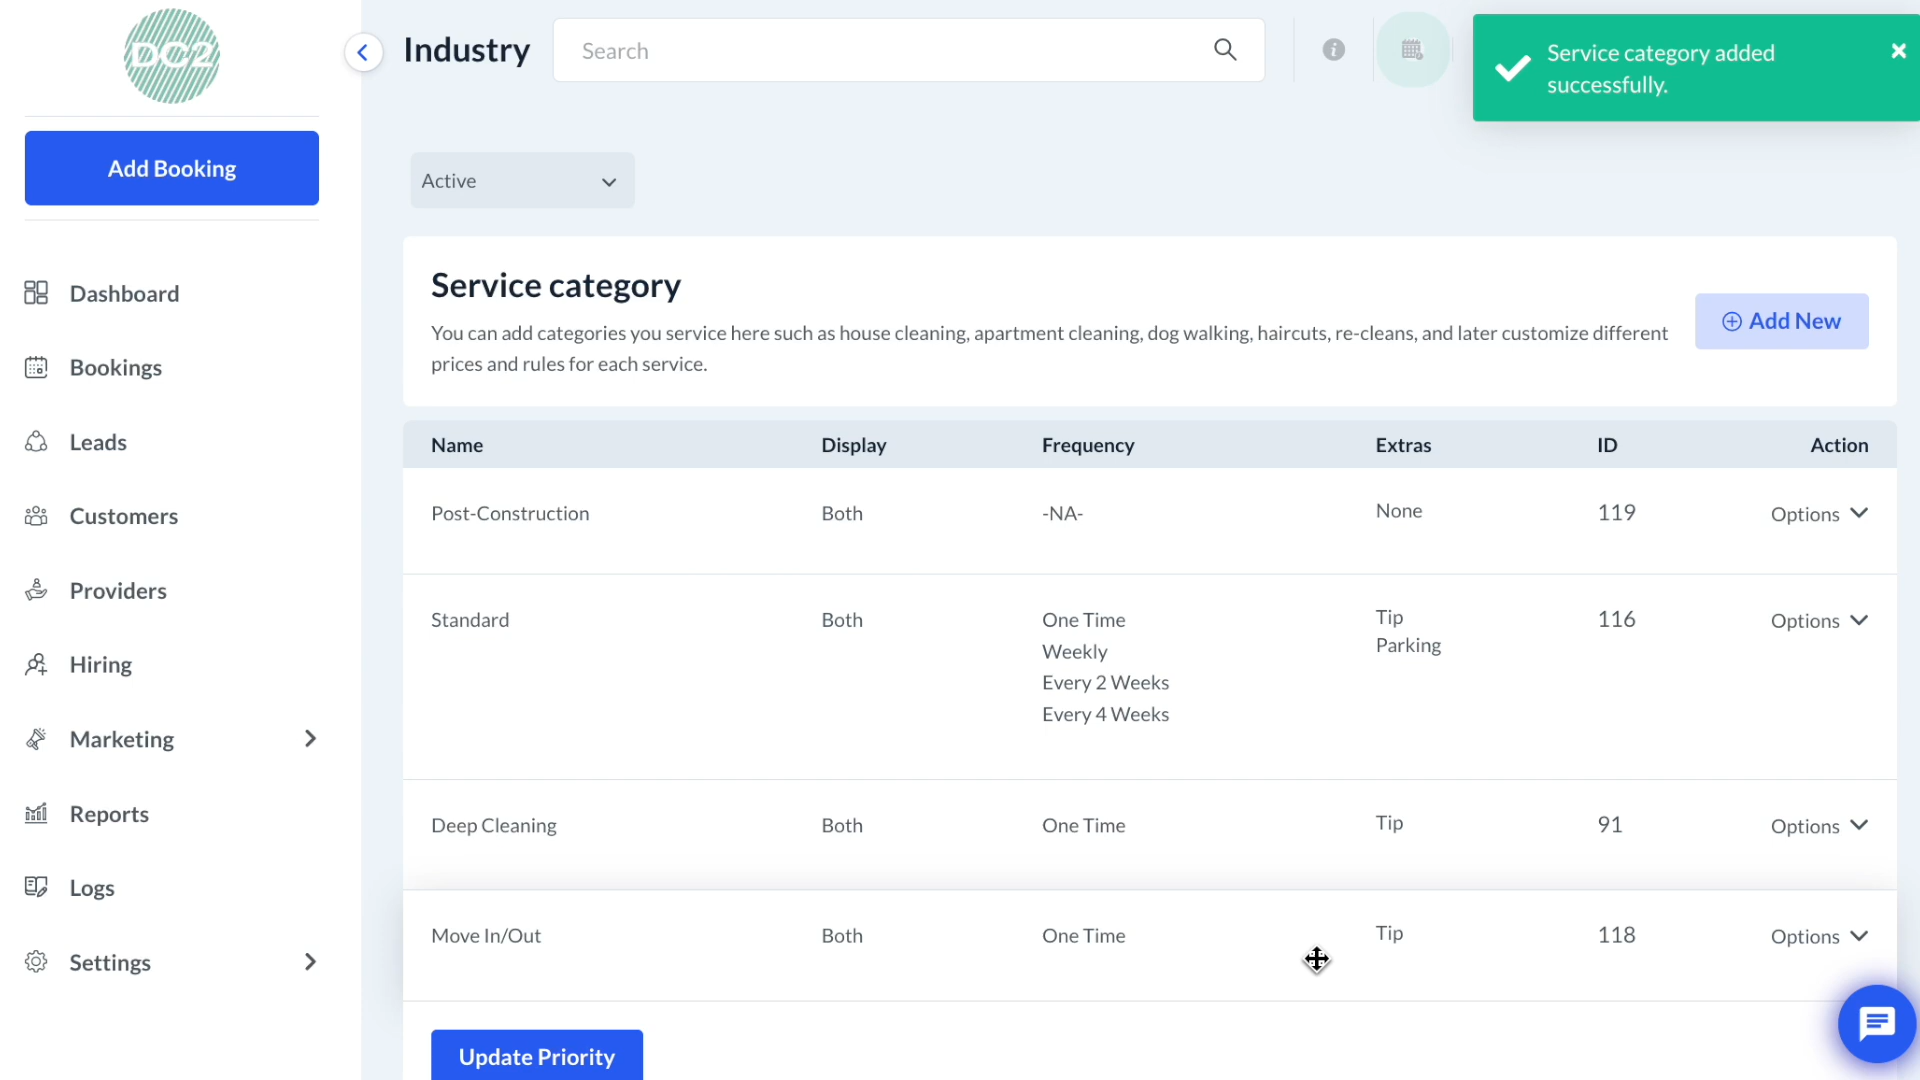 DC2
Industry
Search
Service category added
successfully.
Add Booking
Active
Service category
You can add categories you service here such as house cleaning, apartment cleaning, dog walking, haircuts, re-cleans, and later customize different
prices and rules for each service.
Add New
Dashboard
Bookings
Leads
Customers
Providers
Hiring
Marketing
Reports
Logs
Settings
Name Display Frequency Extras ID Action
Post-Construction Both -NA- None 119 Options
Standard Both One Time Tip 116 Options
Weekly Parking
Every 2 Weeks
Every 4 Weeks
Deep Cleaning Both One Time Tip 91 Options
Move In/Out Both One Time Tip 118 Options
Update Priority